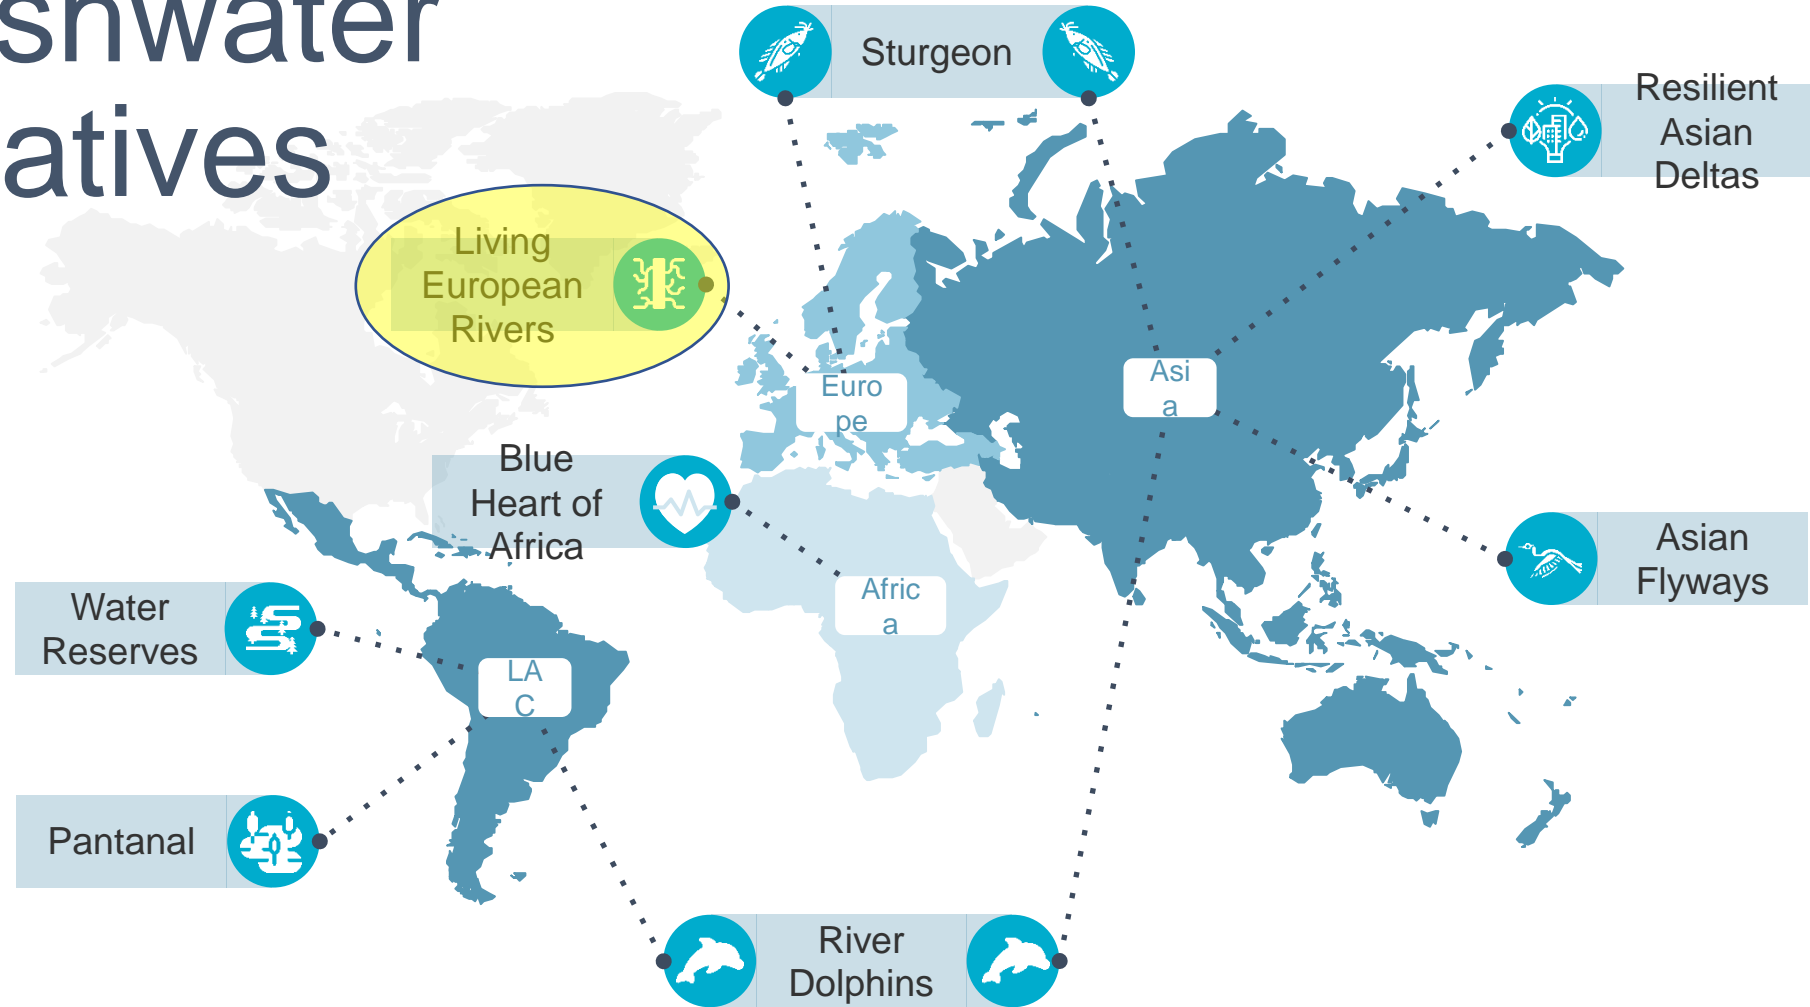 shwater
atives
Sturgeon
Resilient
Asian
Deltas
Living
European
Rivers
Euro
pe
Asi
a
Blue
Heart of
Africa
Asian
Flyways
Afric
a
Water
Reserves
LA
C
Pantanal
River
Dolphins